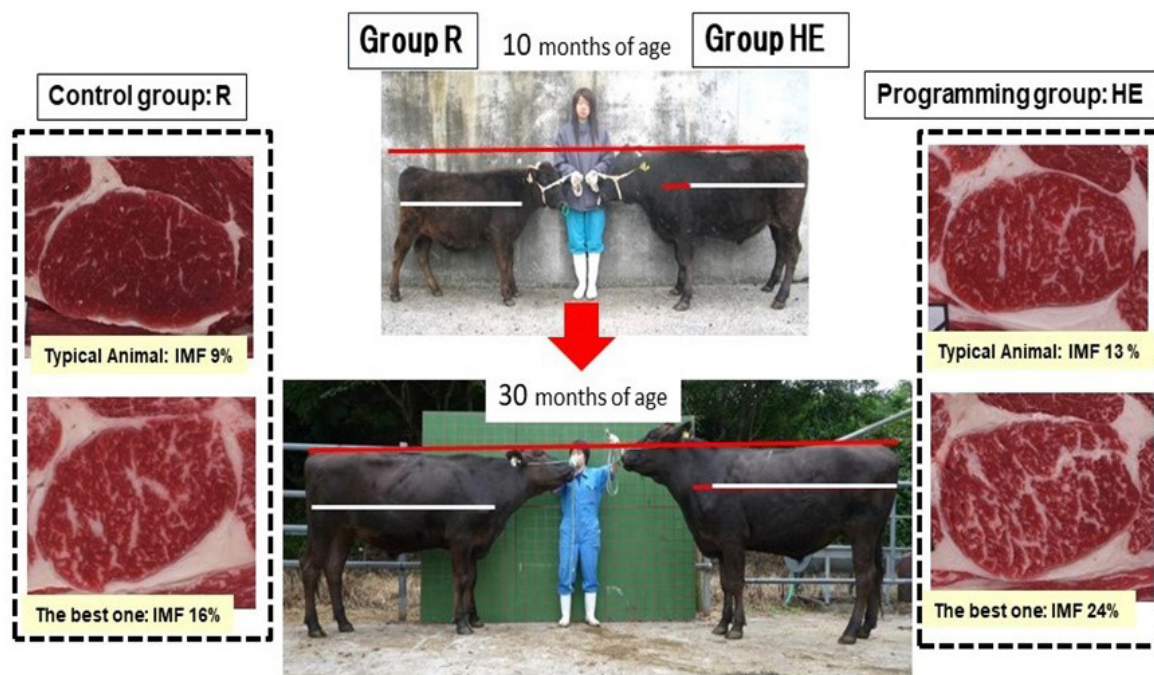 Group R
10 months of age
Group HE
Control group: R
Programming group: HE
Typical Animal: IMF 9%
Typical Animal: IMF 13 %
30 months of age
The best one: IMF 16%
The best one: IMF 24%